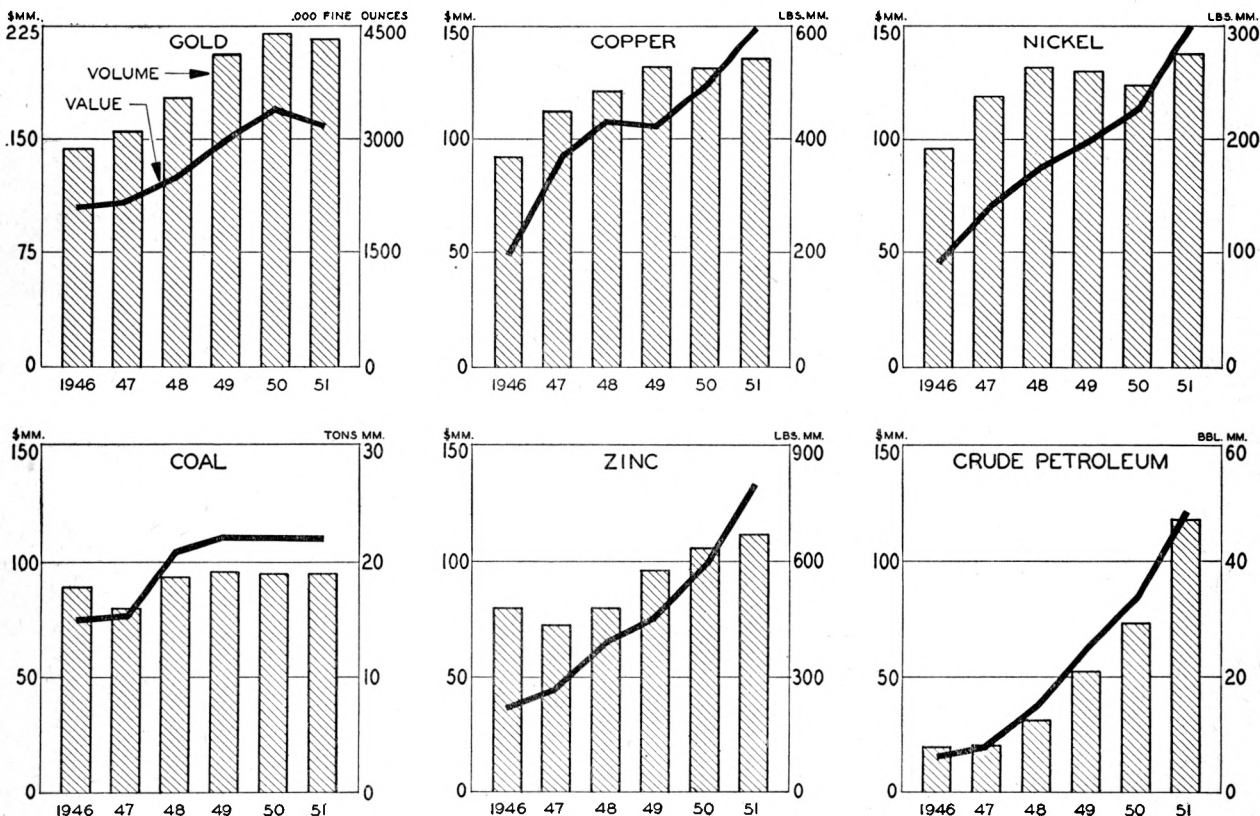 $MM. .000 FINE OUNCES
225 GOLD 4500
VOLUME
VALUE
150 3000
75 1500
0 0
1946 47 48 49 50 51
$MM. LBS.MM.
150 COPPER 600
100 400
50 200
0 0
1946 47 48 49 50 51
$MM. LBS.MM.
150 NICKEL 300
100 200
50 100
0 0
1946 47 48 49 50 51
$MM. TONS MM.
150 COAL 30
100 20
50 10
0 0
1946 47 48 49 50 51
$MM. LBS.MM.
150 ZINC 900
100 600
50 300
0 0
1946 47 48 49 50 51
$MM. BBL.MM.
150 CRUDE PETROLEUM 60
100 40
50 20
0 0
1946 47 48 49 50 51